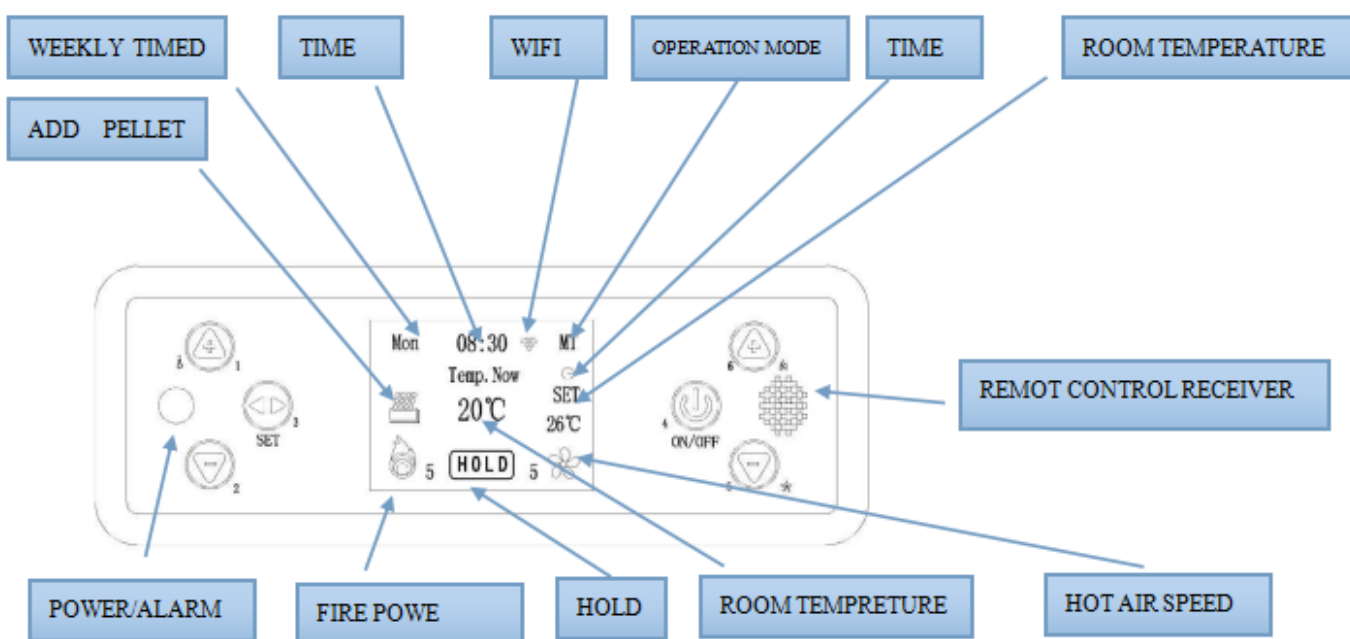 WEEKLY TIMED
TIME
WIFI
OPERATION MODE
TIME
ROOM TEMPERATURE
ADD PELLET
Mon 08:30 M1
Temp. Now
20℃
SET
26℃
5 HOLD 5
1
SET 3
2
6
4
ON/OFF
REMOT CONTROL RECEIVER
POWER/ALARM
FIRE POWE
HOLD
ROOM TEMPRETURE
HOT AIR SPEED